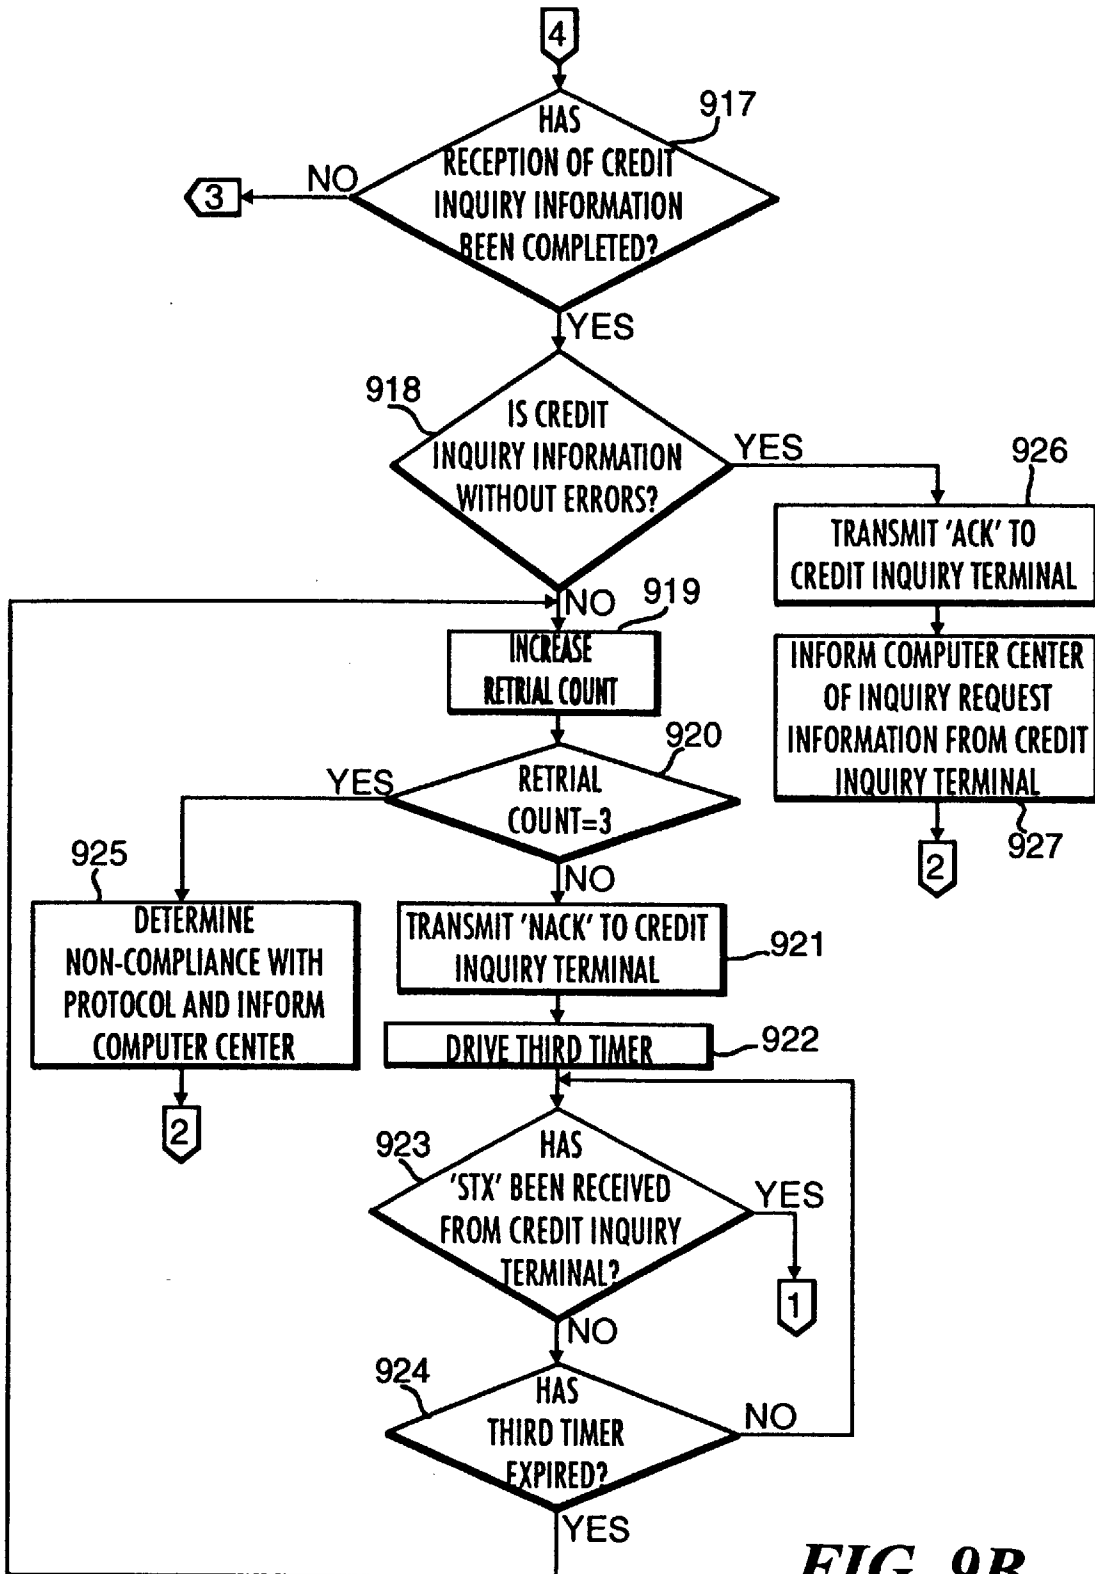 4
917
HAS
RECEPTION OF CREDIT
INQUIRY INFORMATION
BEEN COMPLETED?
NO
3
YES
918
IS CREDIT
INQUIRY INFORMATION
WITHOUT ERRORS?
YES
926
TRANSMIT 'ACK' TO
CREDIT INQUIRY TERMINAL
NO
919
INCREASE
RETRIAL COUNT
INFORM COMPUTER CENTER
OF INQUIRY REQUEST
INFORMATION FROM CREDIT
INQUIRY TERMINAL
927
2
920
RETRIAL
COUNT=3
YES
925
DETERMINE
NON-COMPLIANCE WITH
PROTOCOL AND INFORM
COMPUTER CENTER
2
NO
TRANSMIT 'NACK' TO CREDIT
INQUIRY TERMINAL
921
DRIVE THIRD TIMER
922
923
HAS
'STX' BEEN RECEIVED
FROM CREDIT INQUIRY
TERMINAL?
YES
1
NO
924
HAS
THIRD TIMER
EXPIRED?
NO
YES
FIG. 9B